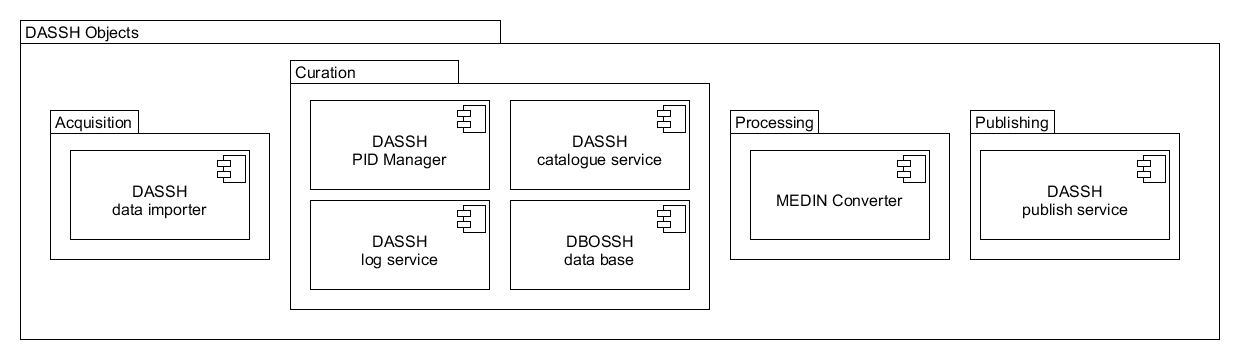 DASSH Objects
Acquisition
DASSH
data importer
Curation
DASSH
PID Manager
DASSH
catalogue service
DASSH
log service
DBOSSH
data base
Processing
MEDIN Converter
Publishing
DASSH
publish service